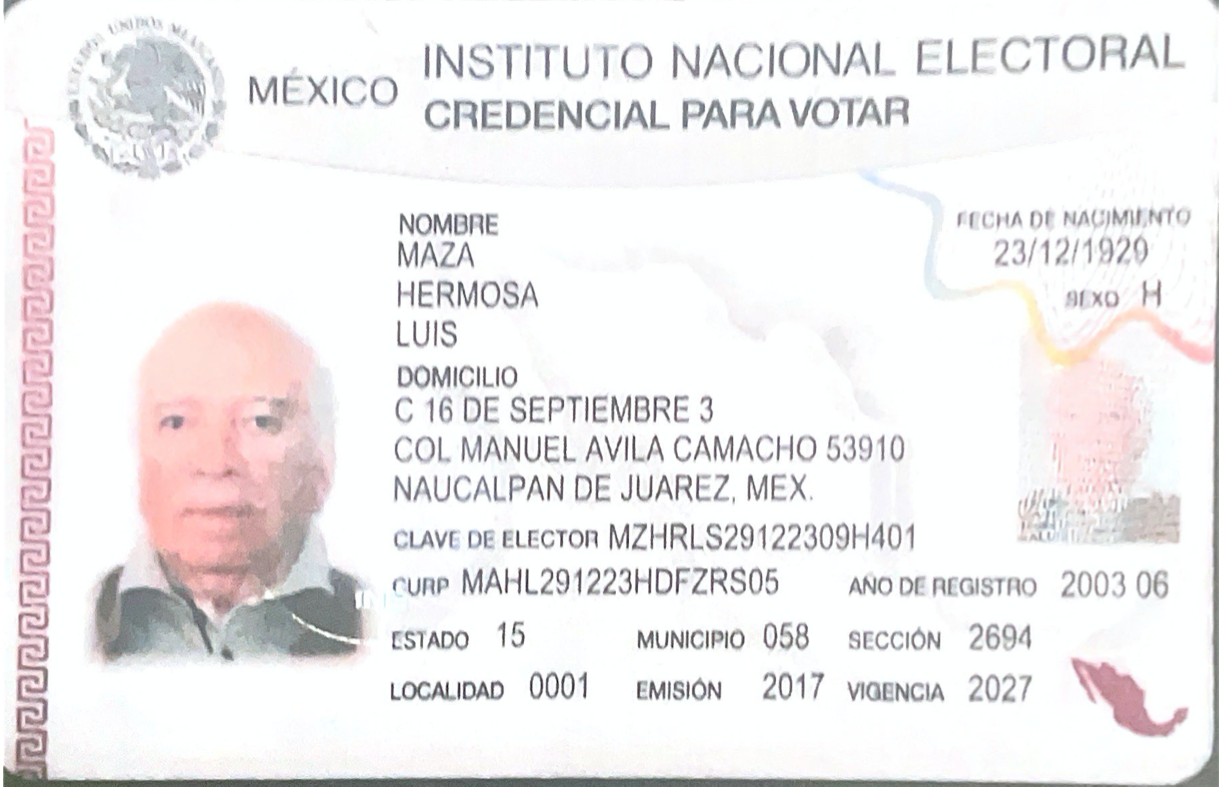 ESTADOS UNIDOS MEXICANOS
MÉXICO
INSTITUTO NACIONAL ELECTORAL
CREDENCIAL PARA VOTAR
NOMBRE
MAZA
HERMOSA
LUIS
FECHA DE NACIMIENTO
23/12/1929
SEXO H
DOMICILIO
C 16 DE SEPTIEMBRE 3
COL MANUEL AVILA CAMACHO 53910
NAUCALPAN DE JUAREZ, MEX.
CLAVE DE ELECTOR MZHRLS29122309H401
CURP MAHL291223HDFZRS05 AÑO DE REGISTRO 2003 06
ESTADO 15 MUNICIPIO 058 SECCIÓN 2694
LOCALIDAD 0001 EMISIÓN 2017 VIGENCIA 2027